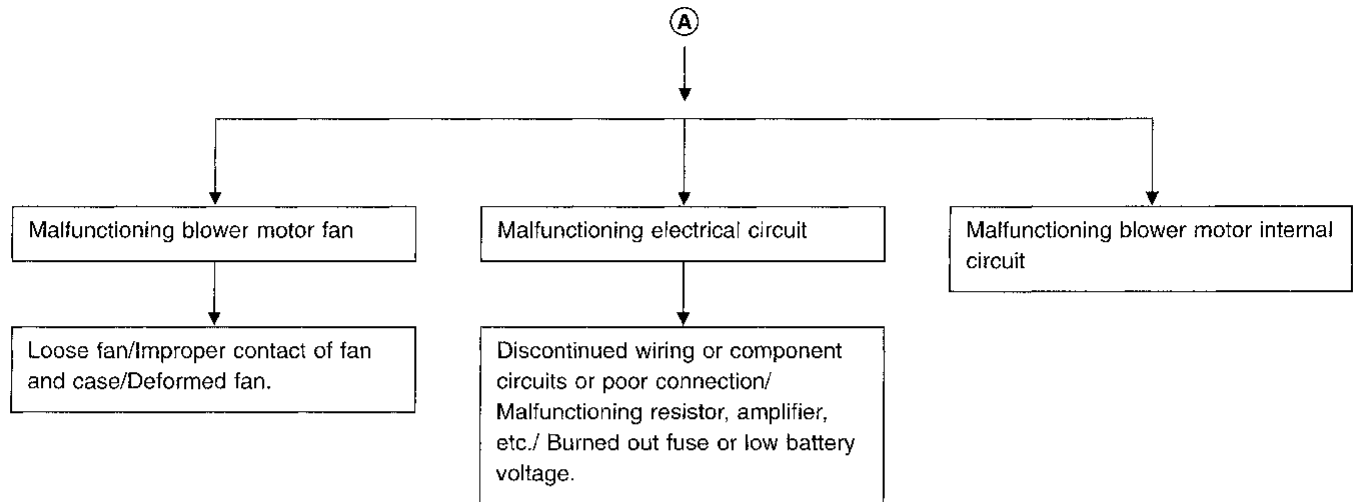 A
Malfunctioning blower motor fan
Malfunctioning electrical circuit
Malfunctioning blower motor internal
circuit
Loose fan/Improper contact of fan
and case/Deformed fan.
Discontinued wiring or component
circuits or poor connection/
Malfunctioning resistor, amplifier,
etc./ Burned out fuse or low battery
voltage.